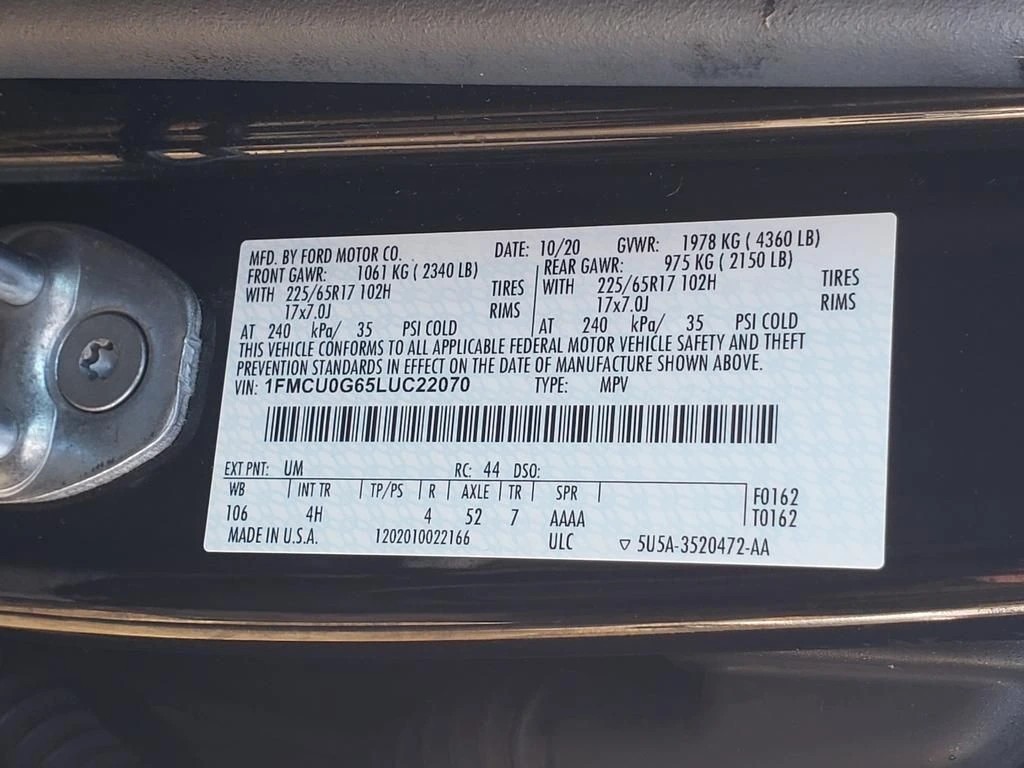 MFD. BY FORD MOTOR CO. DATE: 10/20 GVWR: 1978 KG ( 4360 LB)
FRONT GAWR: 1061 KG ( 2340 LB) REAR GAWR: 975 KG ( 2150 LB)
WITH 225/65R17 102H TIRES WITH 225/65R17 102H TIRES
17x7.0J RIMS 17x7.0J RIMS
AT 240 kPa/ 35 PSI COLD AT 240 kPa/ 35 PSI COLD
THIS VEHICLE CONFORMS TO ALL APPLICABLE FEDERAL MOTOR VEHICLE SAFETY AND THEFT
PREVENTION STANDARDS IN EFFECT ON THE DATE OF MANUFACTURE SHOWN ABOVE.
VIN: 1FMCU0G65LUC22070 TYPE: MPV
EXT PNT: UM RC: 44 DSO:
WB INT TR TP/PS R AXLE TR SPR F0162
106 4H 4 52 7 AAAA T0162
MADE IN U.S.A. 1202010022166 ULC ▽ 5U5A-3520472-AA